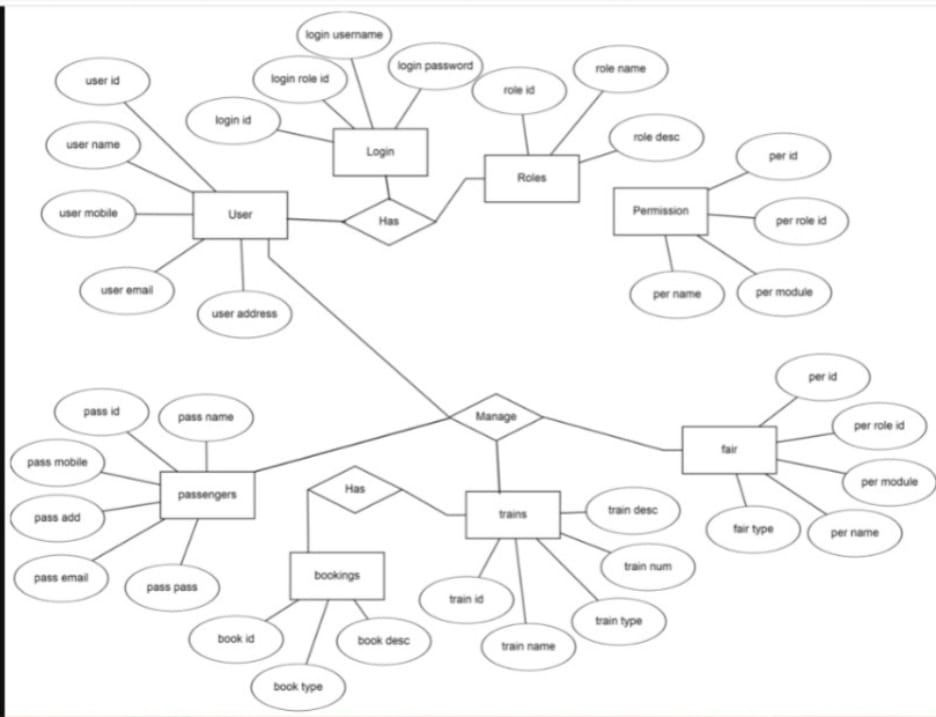 login username
login password
login role id
login id
user id
user name
user mobile
user email
user address
User
Login
Has
role id
role name
role desc
Roles
Permission
per id
per role id
per module
per name
Manage
pass id
pass name
pass mobile
pass add
pass email
pass pass
passengers
Has
bookings
book id
book type
book desc
trains
train desc
train num
train type
train name
train id
fair
per id
per role id
per module
per name
fair type